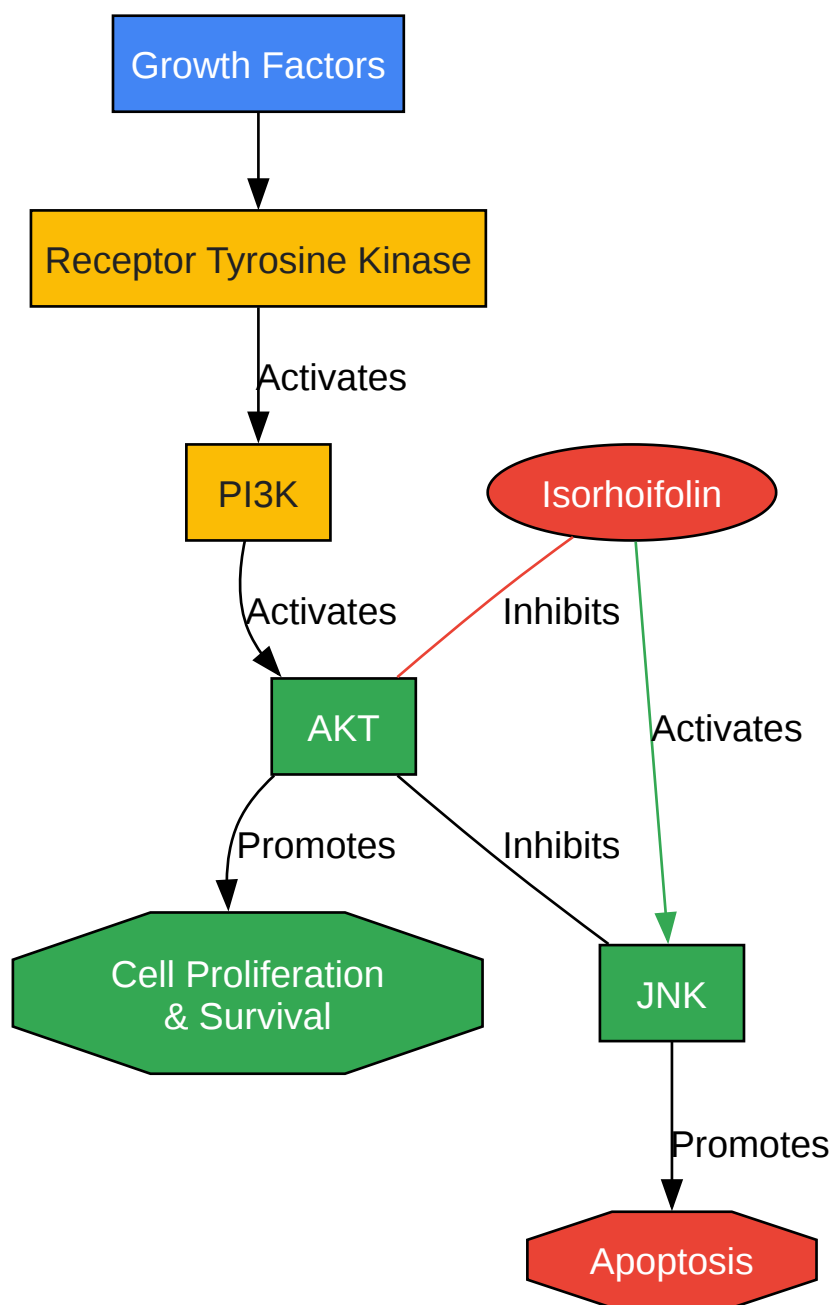 Growth Factors
Receptor Tyrosine Kinase
Activates
PI3K
Isorhoifolin
Activates
Inhibits
AKT
Activates
Promotes
Inhibits
Cell Proliferation
& Survival
JNK
Promotes
Apoptosis